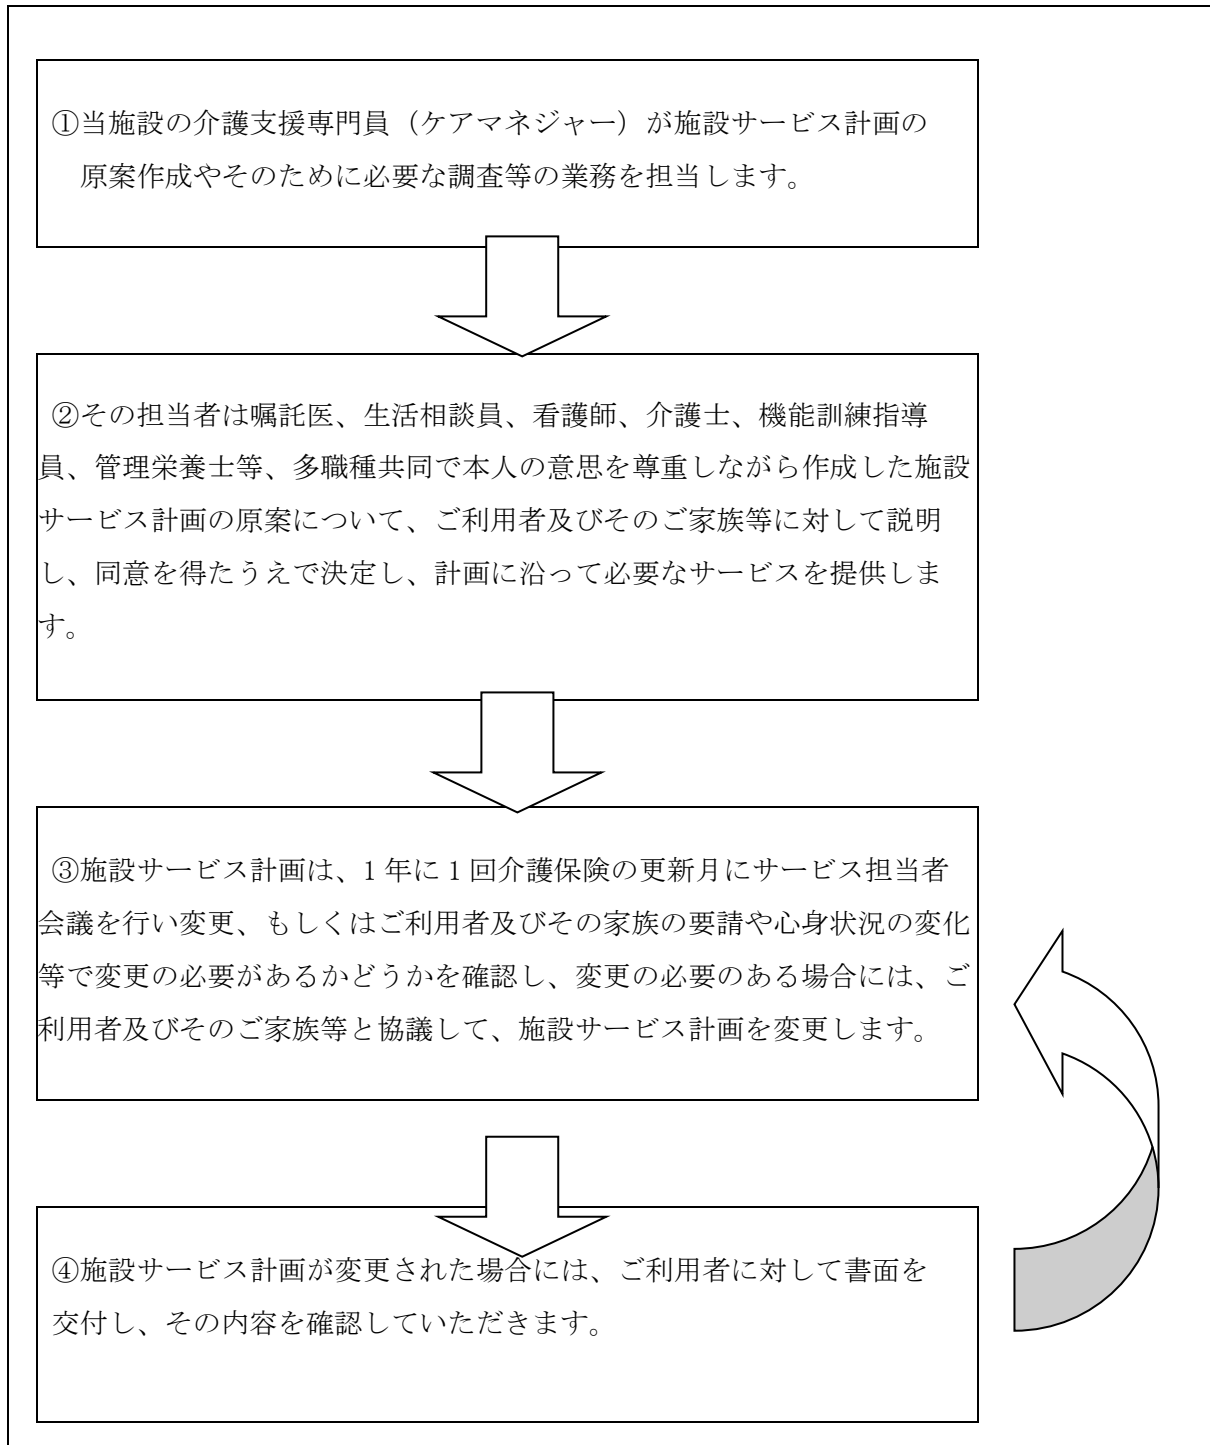 ①当施設の介護支援専門員（ケアマネジャー）が施設サービス計画の
原案作成やそのために必要な調査等の業務を担当します。
②その担当者は嘱託医、生活相談員、看護師、介護士、機能訓練指導
員、管理栄養士等、多職種共同で本人の意思を尊重しながら作成した施設
サービス計画の原案について、ご利用者及びそのご家族等に対して説明
し、同意を得たうえで決定し、計画に沿って必要なサービスを提供しま
す。
③施設サービス計画は、1 年に 1 回介護保険の更新月にサービス担当者
会議を行い変更、もしくはご利用者及びその家族の要請や心身状況の変化
等で変更の必要があるかどうかを確認し、変更の必要のある場合には、ご
利用者及びそのご家族等と協議して、施設サービス計画を変更します。
④施設サービス計画が変更された場合には、ご利用者に対して書面を
交付し、その内容を確認していただきます。